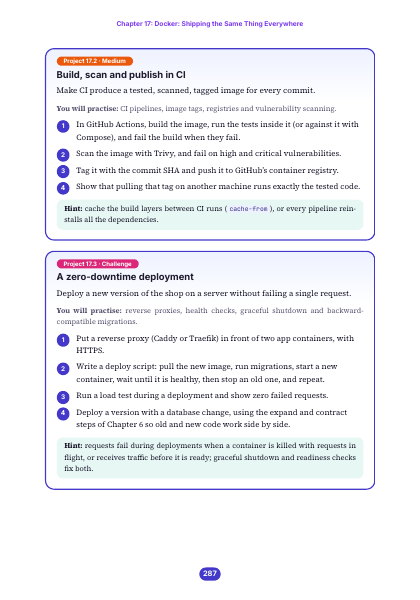 Chapter 17: Docker: Shipping the Same Thing Everywhere
Project 17.2 · Medium
Build, scan and publish in CI
Make CI produce a tested, scanned, tagged image for every commit.
You will practise: CI pipelines, image tags, registries and vulnerability scanning.
1 In GitHub Actions, build the image, run the tests inside it (or against it with
Compose), and fail the build when they fail.
2 Scan the image with Trivy, and fail on high and critical vulnerabilities.
3 Tag it with the commit SHA and push it to GitHub's container registry.
4 Show that pulling that tag on another machine runs exactly the tested code.
Hint: cache the build layers between CI runs ( cache-from ), or every pipeline rein-
stalls all the dependencies.
Project 17.3 · Challenge
A zero-downtime deployment
Deploy a new version of the shop on a server without failing a single request.
You will practise: reverse proxies, health checks, graceful shutdown and backward-
compatible migrations.
1 Put a reverse proxy (Caddy or Traefik) in front of two app containers, with
HTTPS.
2 Write a deploy script: pull the new image, run migrations, start a new
container, wait until it is healthy, then stop an old one, and repeat.
3 Run a load test during a deployment and show zero failed requests.
4 Deploy a version with a database change, using the expand and contract
steps of Chapter 6 so old and new code work side by side.
Hint: requests fail during deployments when a container is killed with requests in
flight, or receives traffic before it is ready; graceful shutdown and readiness checks
fix both.
287